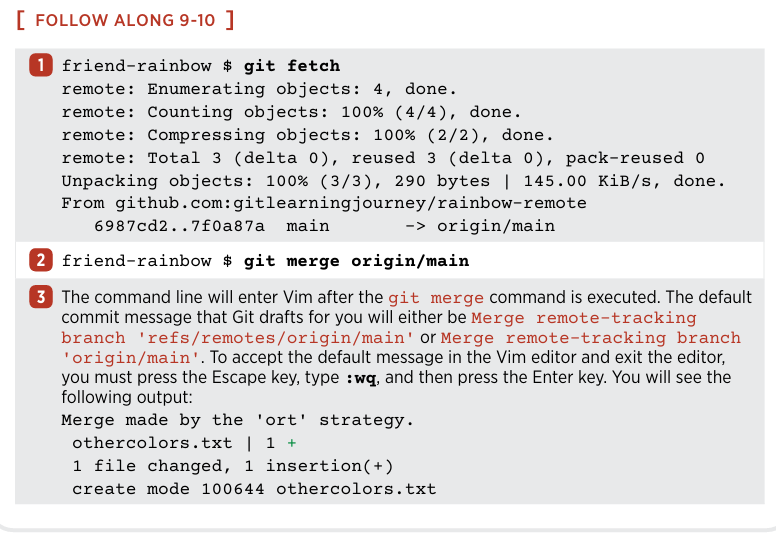 [ FOLLOW ALONG 9-10 ]
1 friend-rainbow $ git fetch
remote: Enumerating objects: 4, done.
remote: Counting objects: 100% (4/4), done.
remote: Compressing objects: 100% (2/2), done.
remote: Total 3 (delta 0), reused 3 (delta 0), pack-reused 0
Unpacking objects: 100% (3/3), 290 bytes | 145.00 KiB/s, done.
From github.com:gitlearningjourney/rainbow-remote
   6987cd2..7f0a87a  main       -> origin/main
2 friend-rainbow $ git merge origin/main
3 The command line will enter Vim after the git merge command is executed. The default
commit message that Git drafts for you will either be Merge remote-tracking
branch 'refs/remotes/origin/main' or Merge remote-tracking branch
'origin/main'. To accept the default message in the Vim editor and exit the editor,
you must press the Escape key, type :wq, and then press the Enter key. You will see the
following output:
Merge made by the 'ort' strategy.
 othercolors.txt | 1 +
 1 file changed, 1 insertion(+)
 create mode 100644 othercolors.txt